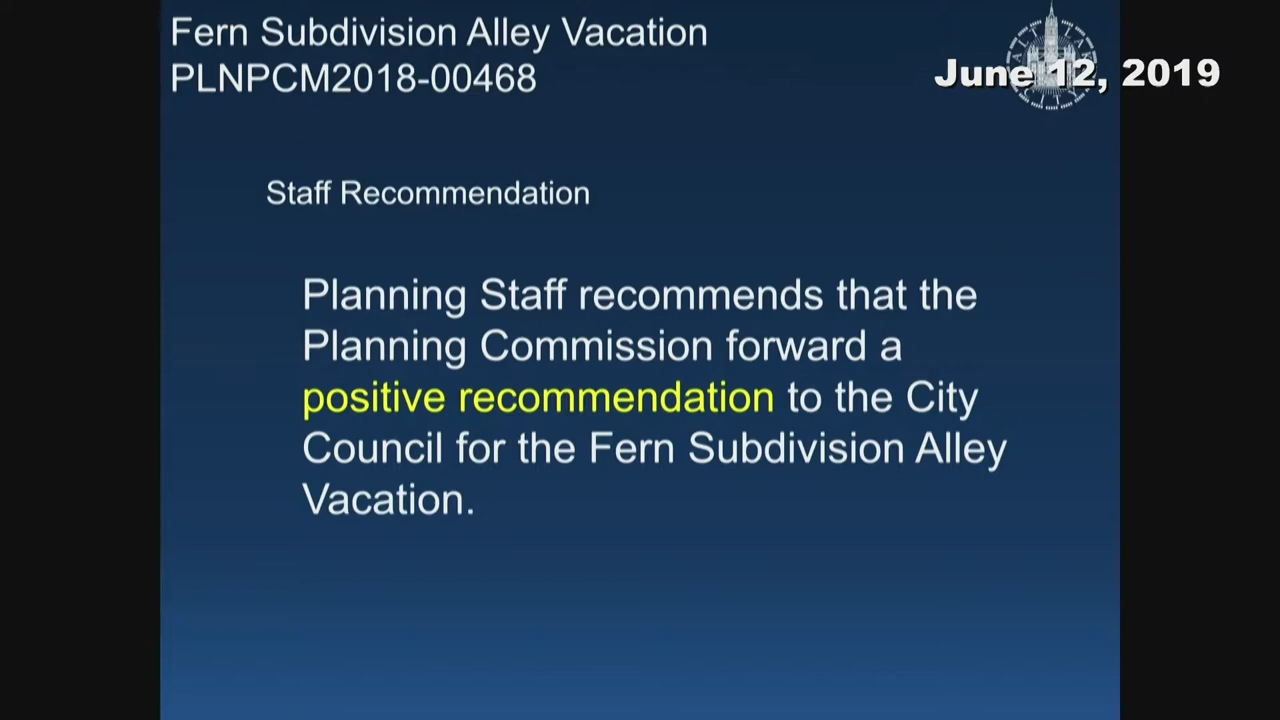 Fern Subdivision Alley Vacation
PLNPCM2018-00468
June 12, 2019
Staff Recommendation
Planning Staff recommends that the
Planning Commission forward a
positive recommendation to the City
Council for the Fern Subdivision Alley
Vacation.